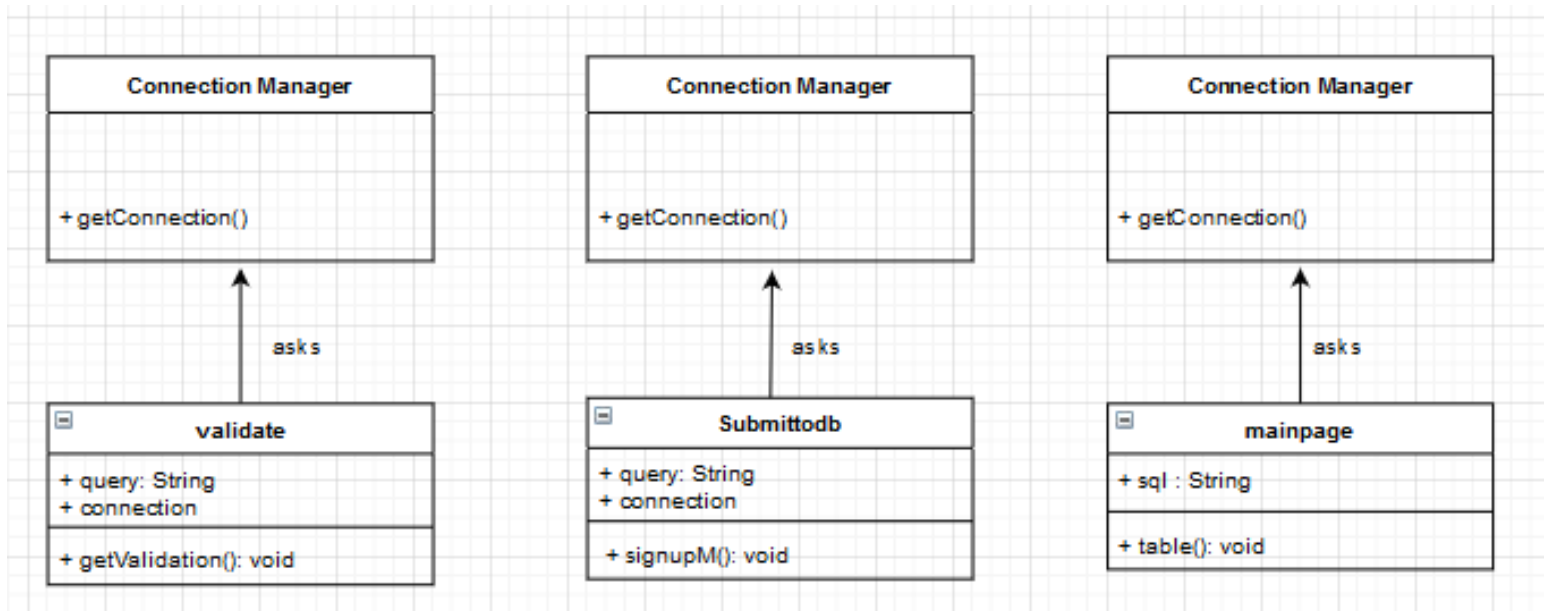 Connection Manager
+ getConnection()
asks
validate
+ query: String
+ connection
+ getValidation(): void
Connection Manager
+ getConnection()
asks
Submittodb
+ query: String
+ connection
+ signupM(): void
Connection Manager
+ getConnection()
asks
mainpage
+ sql : String
+ table(): void